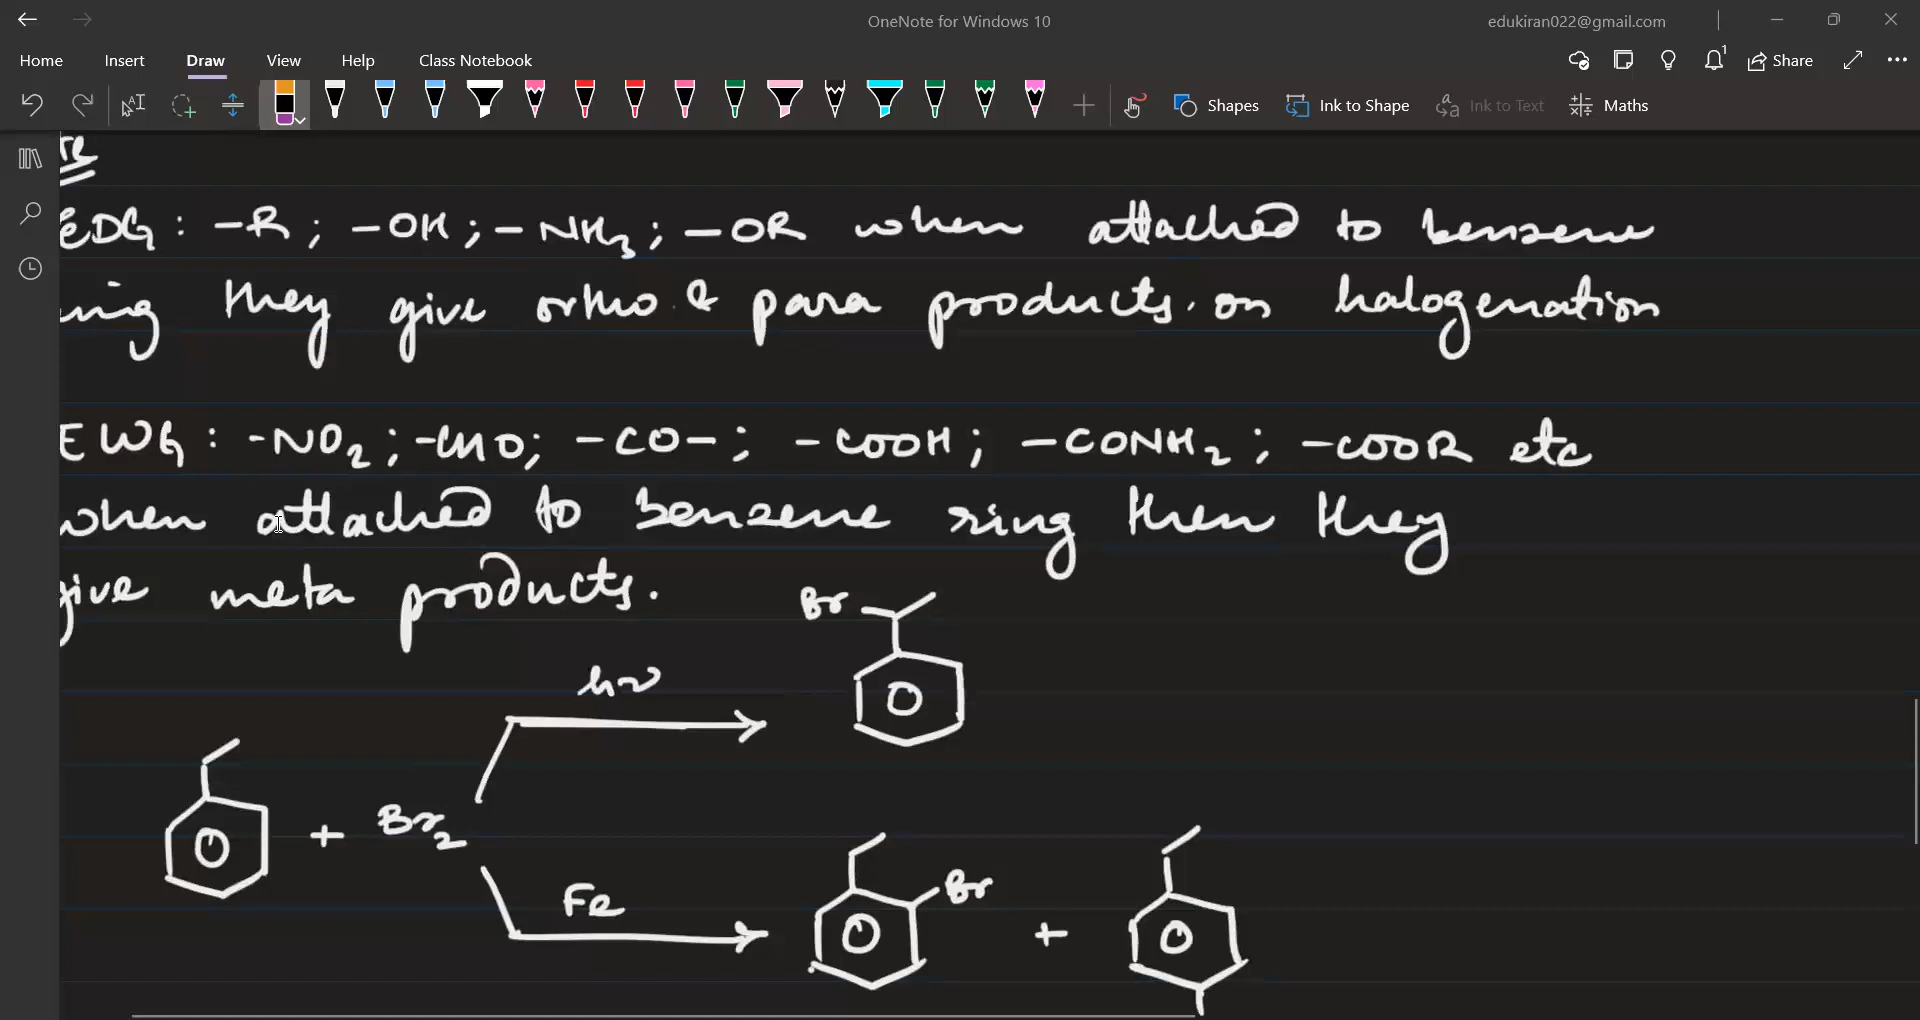 OneNote for Windows 10
edukiran022@gmail.com
Home Insert Draw View Help Class Notebook
1 Share
Shapes Ink to Shape Ink to Text Maths
EDG : -R ; -OH ; -NH3 ; -OR when attached to benzene
ring they give ortho & para products. on halogenation
EWG : -NO2 ; -CHO; -CO- ; -COOH ; -CONH2 ; -COOR etc
when attached to benzene ring then they
give meta products.
Br
hν
+ Br2
Fe
Br
+